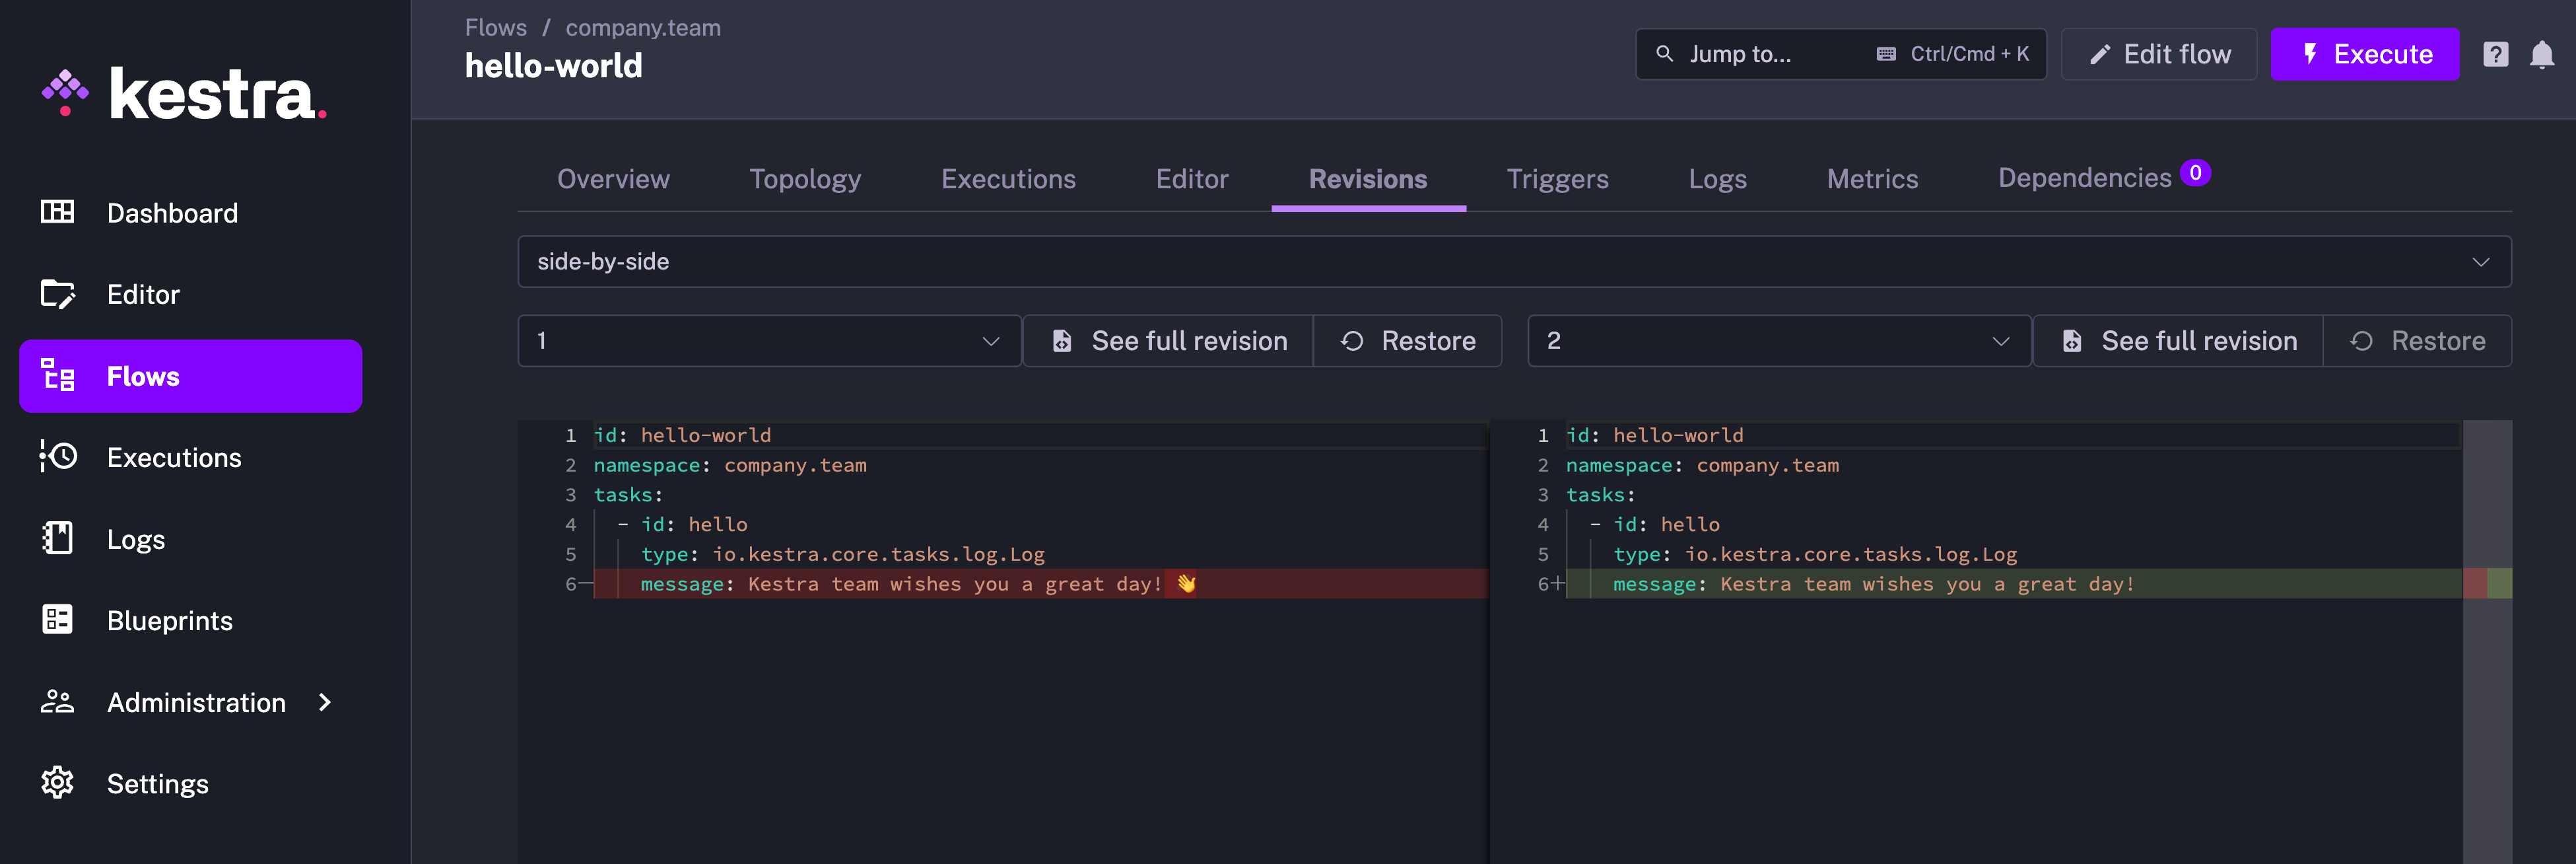 kestra.
Dashboard
Editor
Flows
Executions
Logs
Blueprints
Administration
Settings
Flows / company.team
hello-world
Jump to... Ctrl/Cmd + K
Edit flow
Execute
Overview Topology Executions Editor Revisions Triggers Logs Metrics Dependencies 0
side-by-side
1 See full revision Restore
2 See full revision Restore
1 id: hello-world
2 namespace: company.team
3 tasks:
4   - id: hello
5     type: io.kestra.core.tasks.log.Log
6—    message: Kestra team wishes you a great day! 👋
1 id: hello-world
2 namespace: company.team
3 tasks:
4   - id: hello
5     type: io.kestra.core.tasks.log.Log
6+    message: Kestra team wishes you a great day!